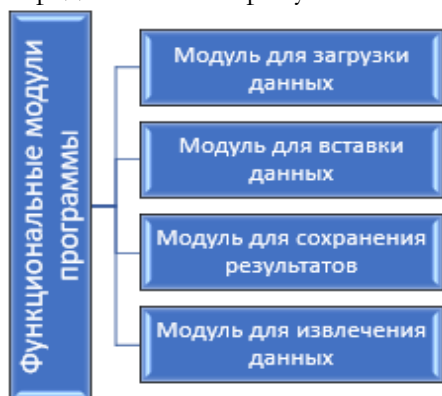 Функциональные модули
программы
Модуль для загрузки
данных
Модуль для вставки
данных
Модуль для сохранения
результатов
Модуль для извлечения
данных